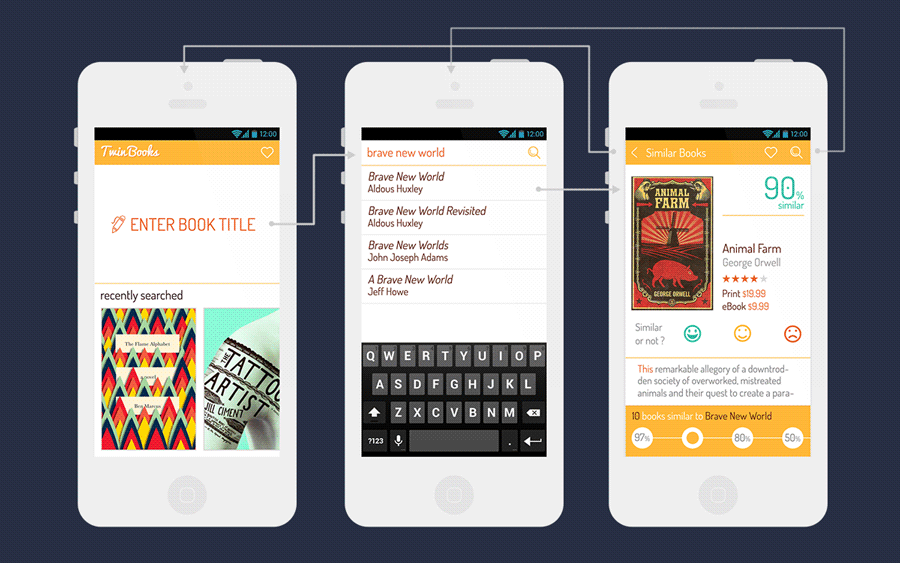 12:00
TwinBooks
ENTER BOOK TITLE
recently searched
The Flame Alphabet
a novel
Ben Marcus
THE
TATTOO
ARTIST
JILL CIMENT
12:00
brave new world
Brave New World
Aldous Huxley
Brave New World Revisited
Aldous Huxley
Brave New Worlds
John Joseph Adams
A Brave New World
Jeff Howe
Q W E R T Y U I O P
A S D F G H J K L
Z X C V B N M
?123 .
12:00
Similar Books
ANIMAL
FARM
GEORGE ORWELL
90%
similar
Animal Farm
George Orwell
Print $19.99
eBook $9.99
Similar
or not ?
This remarkable allegory of a downtrod-
den society of overworked, mistreated
animals and their quest to create a para-
10 books similar to Brave New World
97% 80% 50%